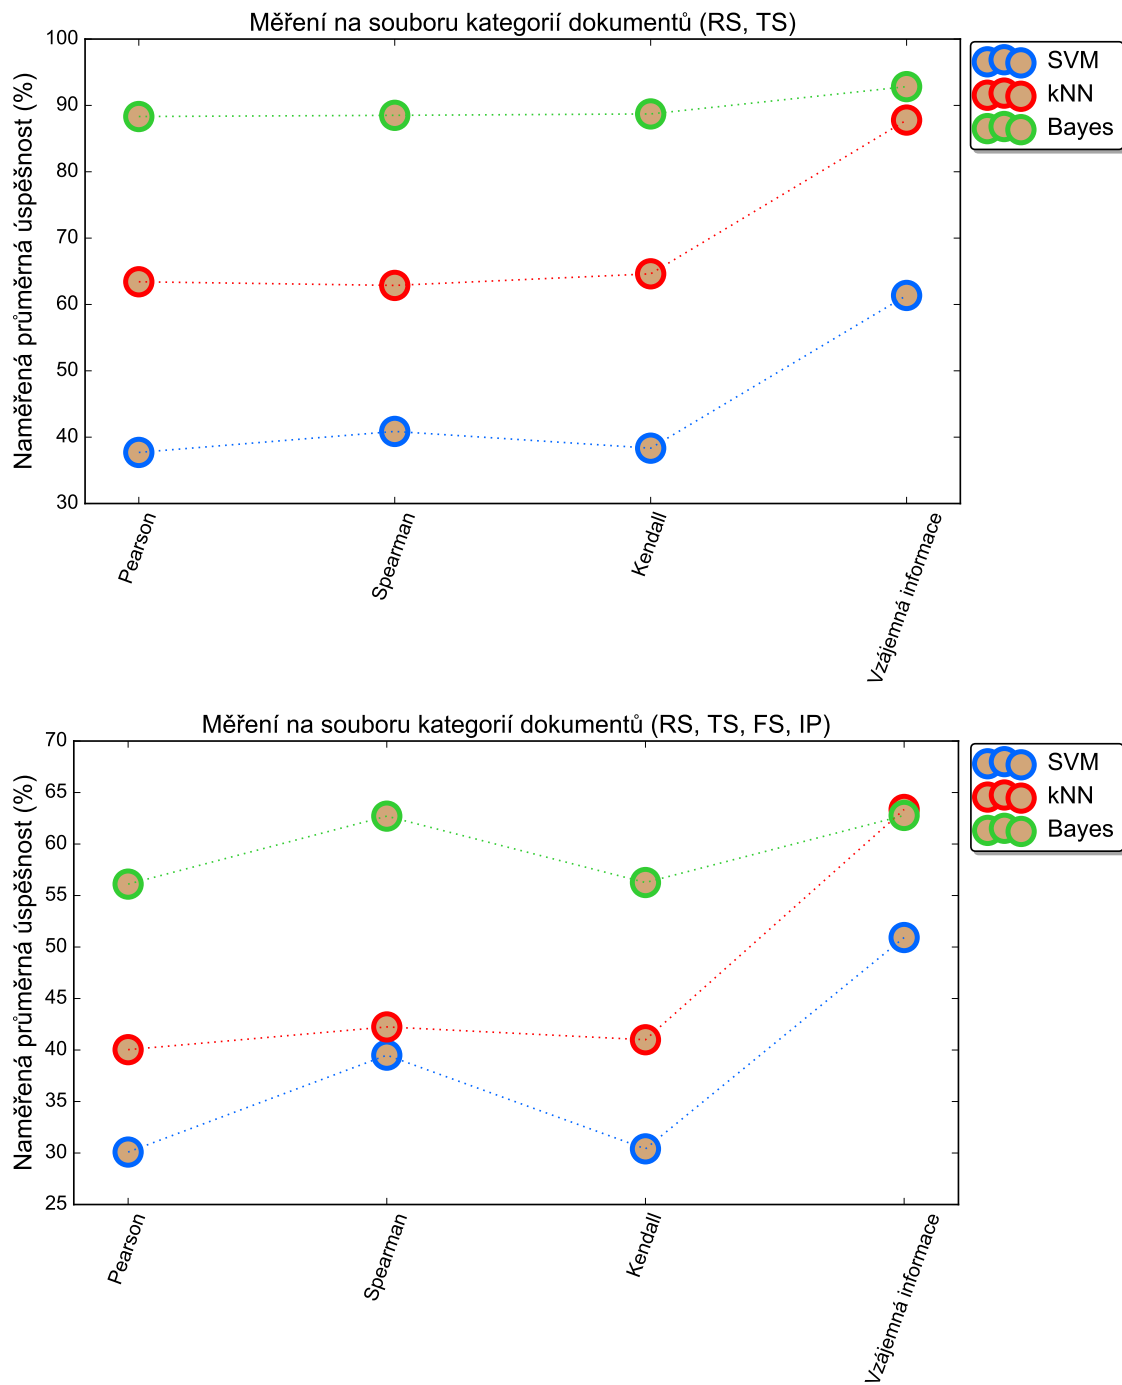 Měření na souboru kategorií dokumentů (RS, TS)
Naměřená průměrná úspěšnost (%)
100
90
80
70
60
50
40
30
Pearson
Spearman
Kendall
Vzájemná informace
SVM
kNN
Bayes
Měření na souboru kategorií dokumentů (RS, TS, FS, IP)
Naměřená průměrná úspěšnost (%)
70
65
60
55
50
45
40
35
30
25
Pearson
Spearman
Kendall
Vzájemná informace
SVM
kNN
Bayes